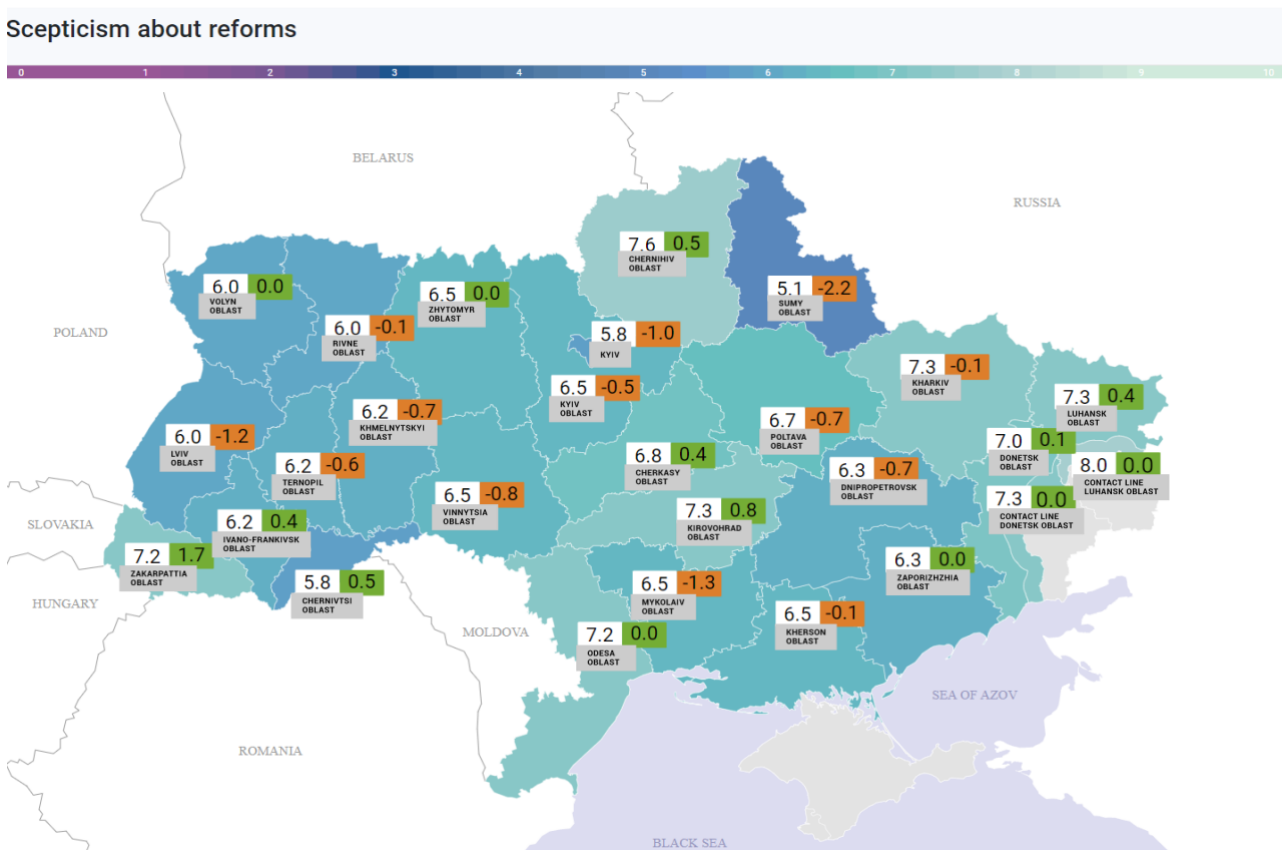 Scepticism about reforms
0 1 2 3 4 5 6 7 8 9 10
BELARUS
RUSSIA
7.6 0.5
CHERNIHIV
OBLAST
6.0 0.0
VOLYN
OBLAST
6.5 0.0
ZHYTOMYR
OBLAST
5.1 -2.2
SUMY
OBLAST
POLAND
6.0 -0.1
RIVNE
OBLAST
5.8 -1.0
KYIV
7.3 -0.1
KHARKIV
OBLAST
6.5 -0.5
KYIV
OBLAST
7.3 0.4
LUHANSK
OBLAST
6.2 -0.7
KHMELNYTSKYI
OBLAST
6.7 -0.7
POLTAVA
OBLAST
6.0 -1.2
LVIV
OBLAST
7.0 0.1
DONETSK
OBLAST
6.8 0.4
CHERKASY
OBLAST
6.2 -0.6
TERNOPIL
OBLAST
6.3 -0.7
DNIPROPETROVSK
OBLAST
8.0 0.0
CONTACT LINE
LUHANSK OBLAST
6.5 -0.8
VINNYTSIA
OBLAST
7.3 0.0
CONTACT LINE
DONETSK OBLAST
7.3 0.8
KIROVOHRAD
OBLAST
SLOVAKIA
6.2 0.4
IVANO-FRANKIVSK
OBLAST
7.2 1.7
ZAKARPATTIA
OBLAST
6.3 0.0
ZAPORIZHZHIA
OBLAST
5.8 0.5
CHERNIVTSI
OBLAST
6.5 -1.3
MYKOLAIV
OBLAST
HUNGARY
6.5 -0.1
KHERSON
OBLAST
MOLDOVA
7.2 0.0
ODESA
OBLAST
SEA OF AZOV
ROMANIA
BLACK SEA